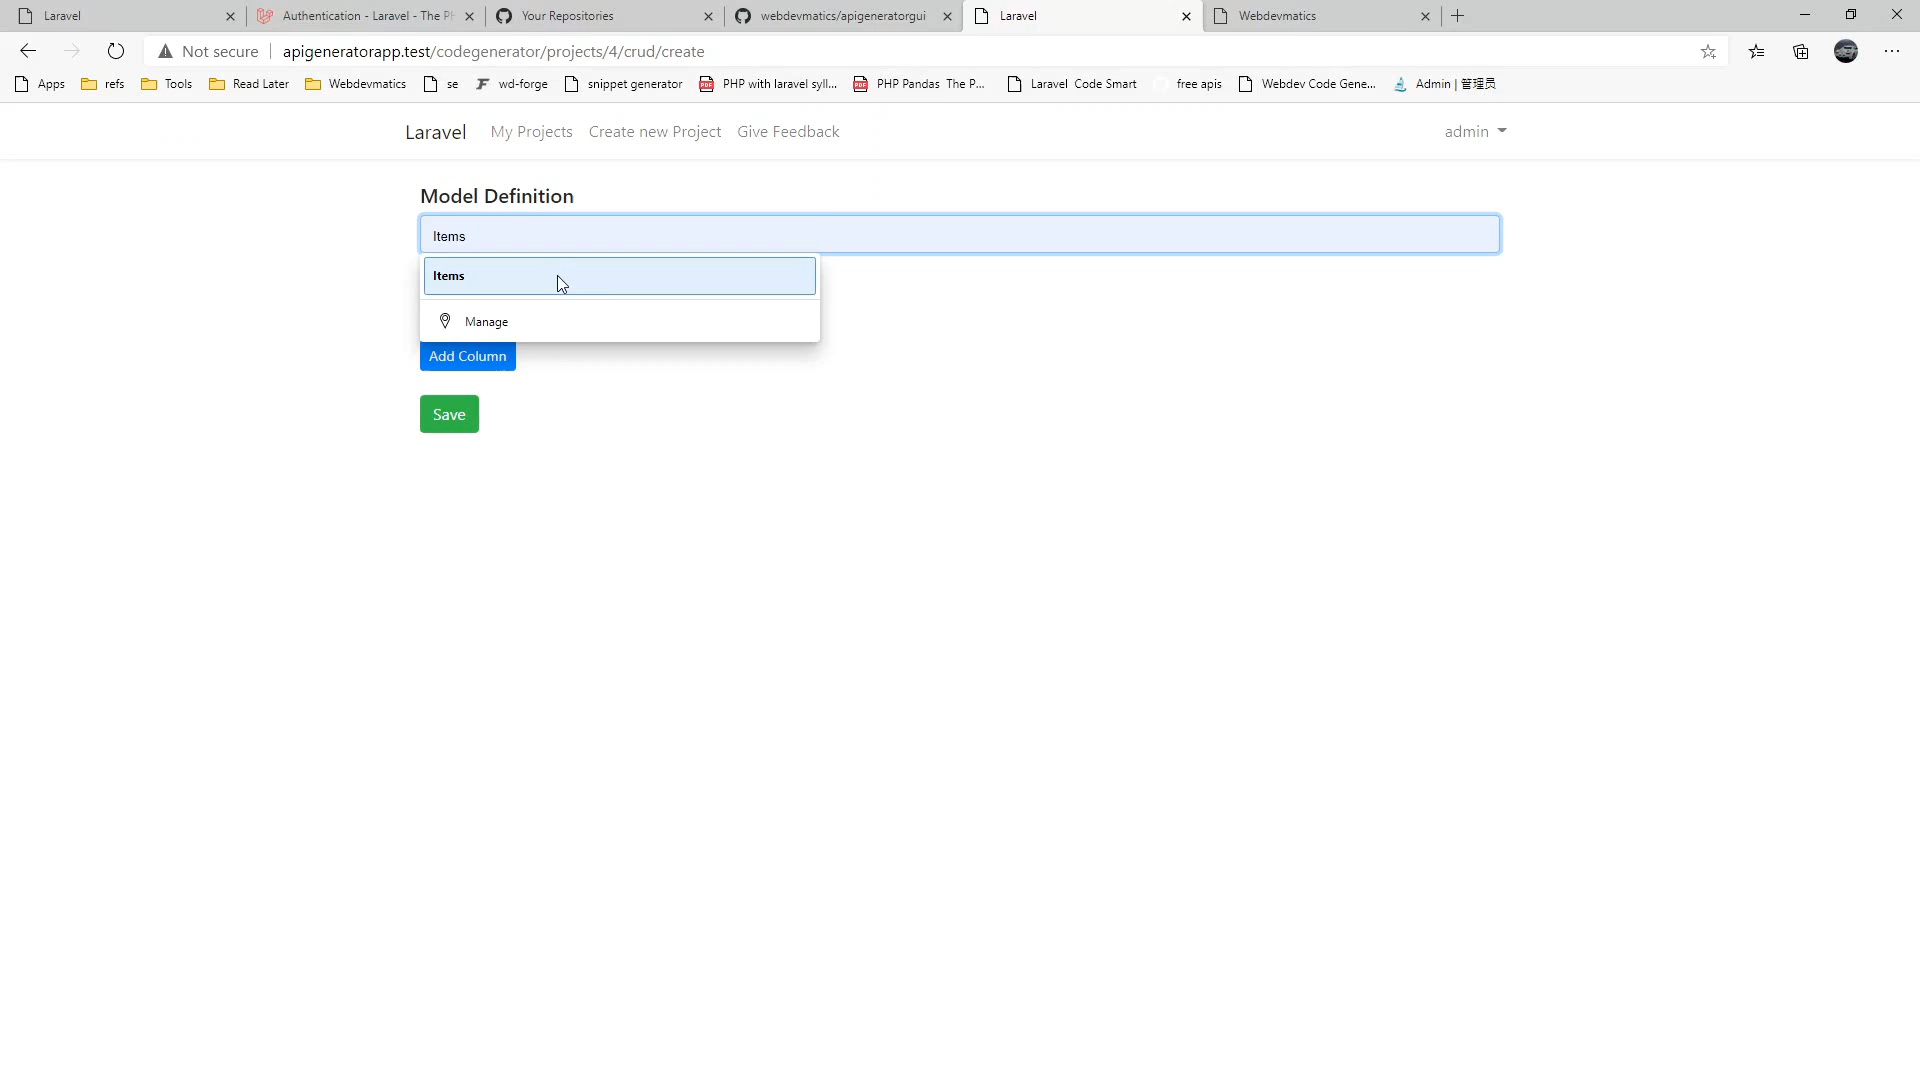 Laravel
Authentication - Laravel - The PH
Your Repositories
webdevmatics/apigeneratorgui
Laravel
Webdevmatics
Not secure
apigeneratorapp.test/codegenerator/projects/4/crud/create
Apps
refs
Tools
Read Later
Webdevmatics
se
wd-forge
snippet generator
PHP with laravel syll...
PHP Pandas The P...
Laravel Code Smart
free apis
Webdev Code Gene...
Admin | 管理员
Laravel
My Projects
Create new Project
Give Feedback
admin
Model Definition
Items
Items
Manage
Add Column
Save